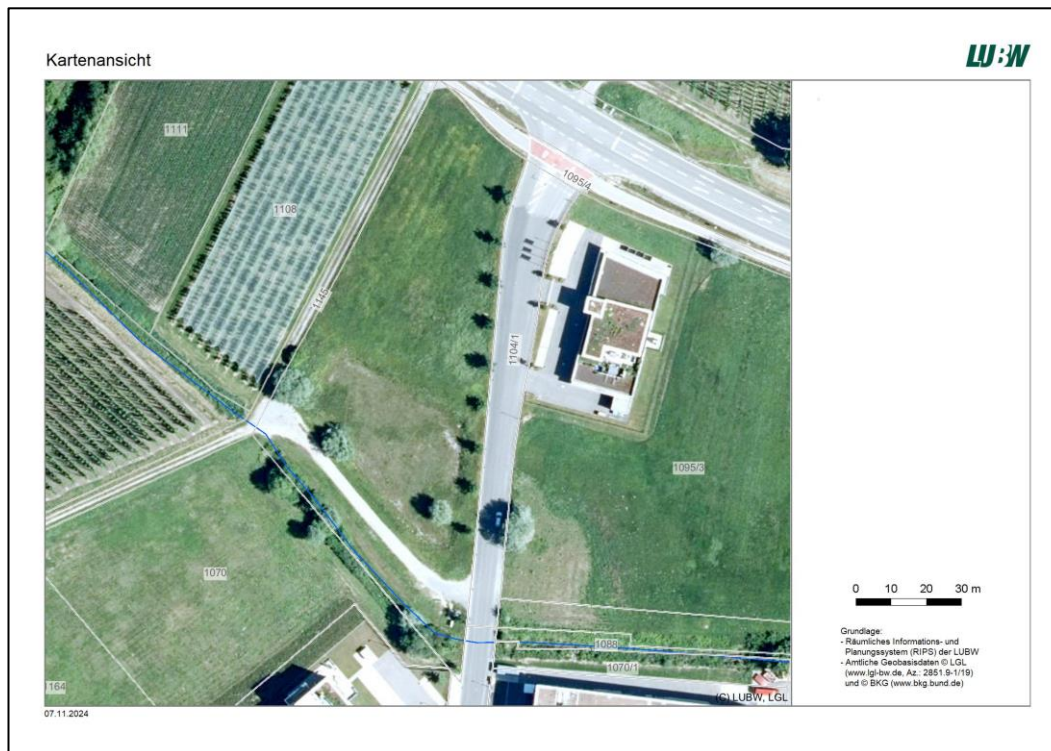 Kartenansicht
LUBW
1111
1108
1095/4
1145
1104/1
1095/3
1070
1088
1070/1
1164
(C) LUBW, LGL
0 10 20 30 m
Grundlage:
- Räumliches Informations- und
Planungssystem (RIPS) der LUBW
- Amtliche Geobasisdaten © LGL
(www.lgl-bw.de, Az.: 2851.9-1/19)
und © BKG (www.bkg.bund.de)
07.11.2024